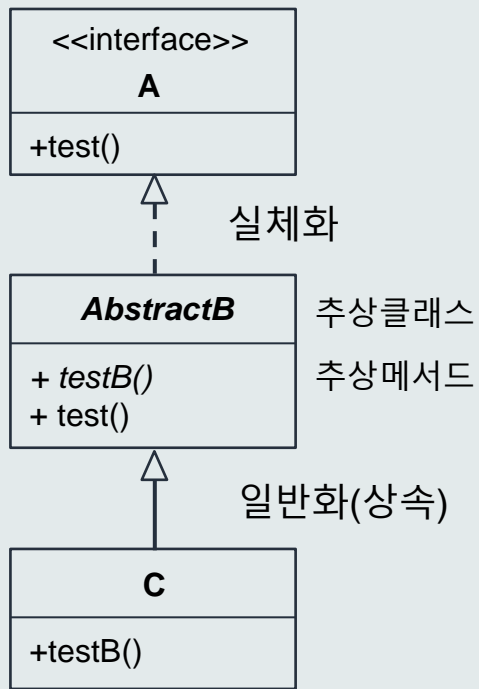 <<interface>>
A
+test()
실체화
AbstractB
추상클래스
+ testB()
추상메서드
+ test()
일반화(상속)
C
+testB()